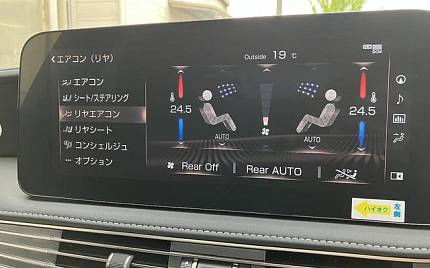 エアコン (リヤ)
Outside 19 ℃
エアコン
シート/ステアリング
リヤエアコン
リヤシート
コンシェルジュ
オプション
24.5
24.5
AUTO
AUTO
Rear Off
Rear AUTO
ハイオク
左側